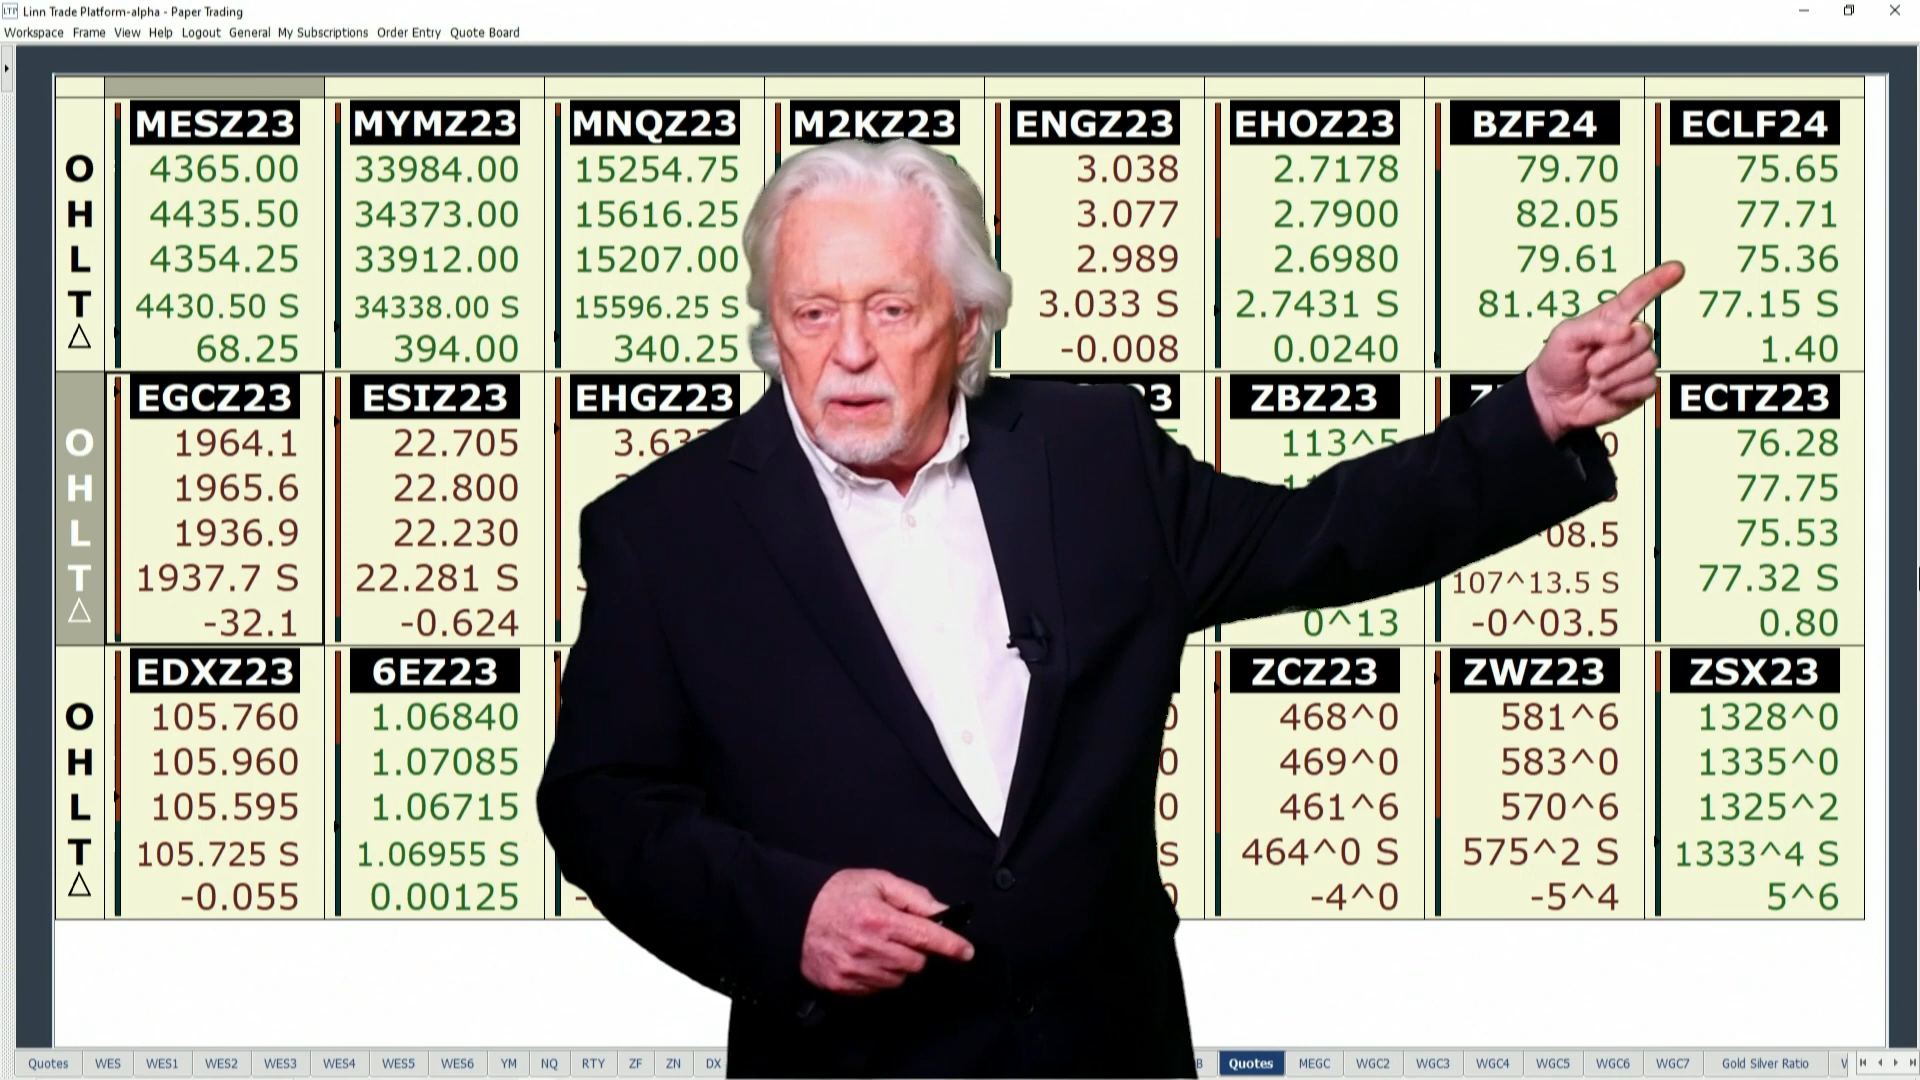 LTP Linn Trade Platform-alpha - Paper Trading
Workspace Frame View Help Logout General My Subscriptions Order Entry Quote Board
MESZ23 MYMZ23 MNQZ23 M2KZ23 ENGZ23 EHOZ23 BZF24 ECLF24
O 4365.00 33984.00 15254.75 3.038 2.7178 79.70 75.65
H 4435.50 34373.00 15616.25 3.077 2.7900 82.05 77.71
L 4354.25 33912.00 15207.00 2.989 2.6980 79.61 75.36
T 4430.50 S 34338.00 S 15596.25 S 3.033 S 2.7431 S 81.43 S 77.15 S
△ 68.25 394.00 340.25 -0.008 0.0240 1.40
EGCZ23 ESIZ23 EHGZ23 ZBZ23 ECTZ23
O 1964.1 22.705 113^5 76.28
H 1965.6 22.800 77.75
L 1936.9 22.230 08.5 75.53
T 1937.7 S 22.281 S 107^13.5 S 77.32 S
△ -32.1 -0.624 0^13 -0^03.5 0.80
EDXZ23 6EZ23 ZCZ23 ZWZ23 ZSX23
O 105.760 1.06840 468^0 581^6 1328^0
H 105.960 1.07085 469^0 583^0 1335^0
L 105.595 1.06715 461^6 570^6 1325^2
T 105.725 S 1.06955 S 464^0 S 575^2 S 1333^4 S
△ -0.055 0.00125 -4^0 -5^4 5^6
Quotes WES WES1 WES2 WES3 WES4 WES5 WES6 YM NQ RTY ZF ZN DX Quotes MEGC WGC2 WGC3 WGC4 WGC5 WGC6 WGC7 Gold Silver Ratio